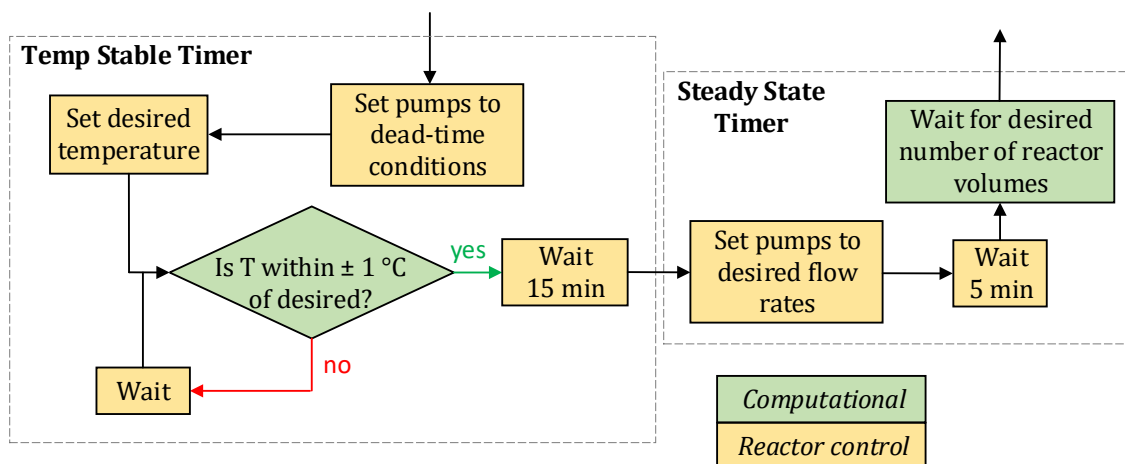 Temp Stable Timer
Set pumps to
dead-time
conditions
Set desired
temperature
Is T within ± 1 °C
of desired?
yes
no
Wait
Wait
15 min
Steady State
Timer
Set pumps to
desired flow
rates
Wait
5 min
Wait for desired
number of reactor
volumes
Computational
Reactor control